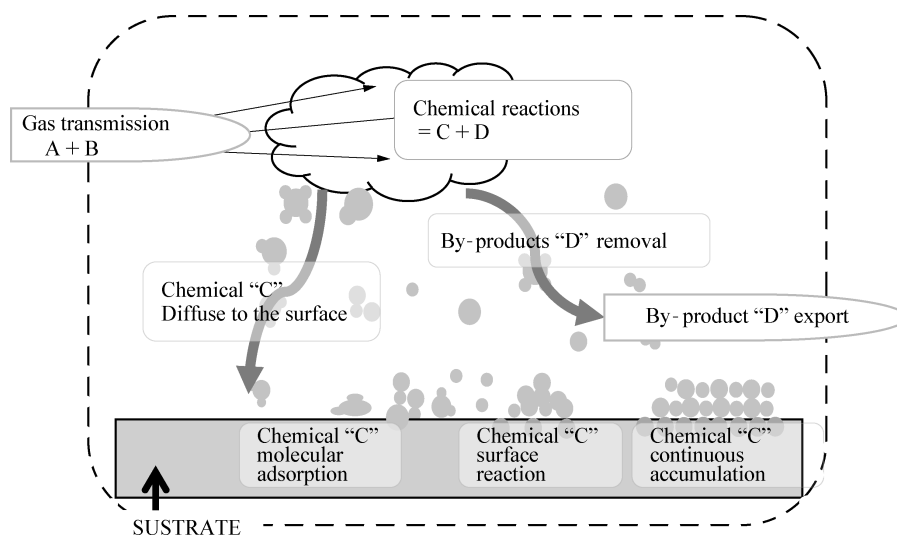 Gas transmission
A + B
Chemical reactions
= C + D
By-products “D” removal
Chemical “C”
Diffuse to the surface
By-product “D” export
Chemical “C”
molecular
adsorption
Chemical “C”
surface
reaction
Chemical “C”
continuous
accumulation
SUSTRATE